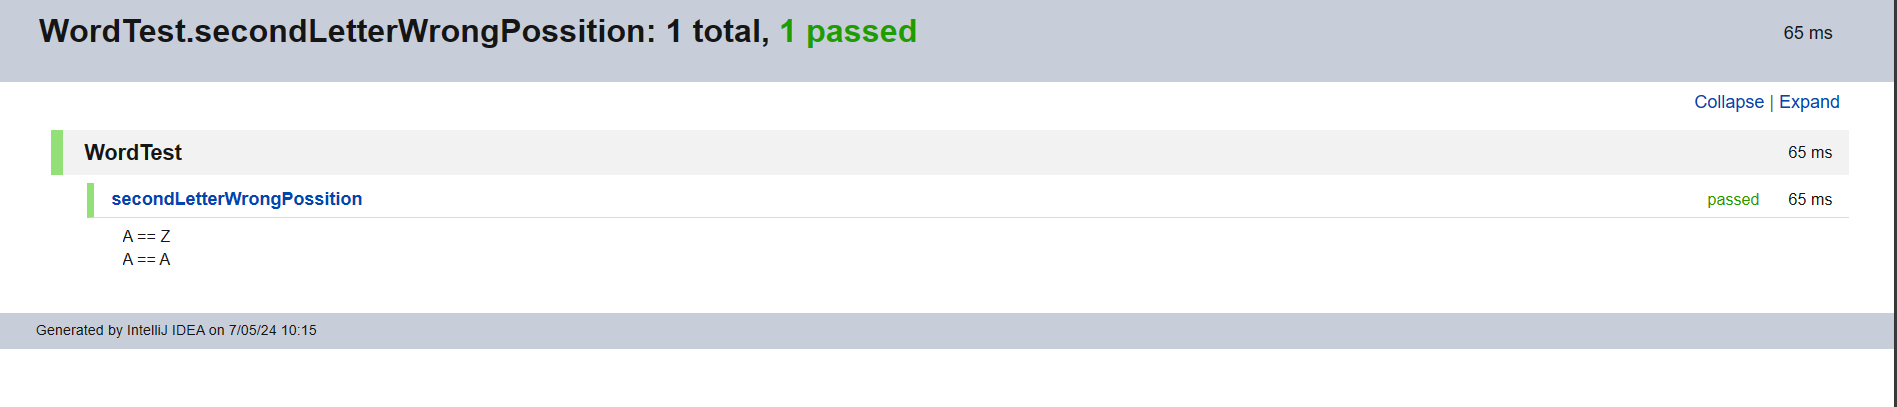 WordTest.secondLetterWrongPossition: 1 total, 1 passed 65 ms
Collapse | Expand
WordTest 65 ms
secondLetterWrongPossition passed 65 ms
A == Z
A == A
Generated by IntelliJ IDEA on 7/05/24 10:15